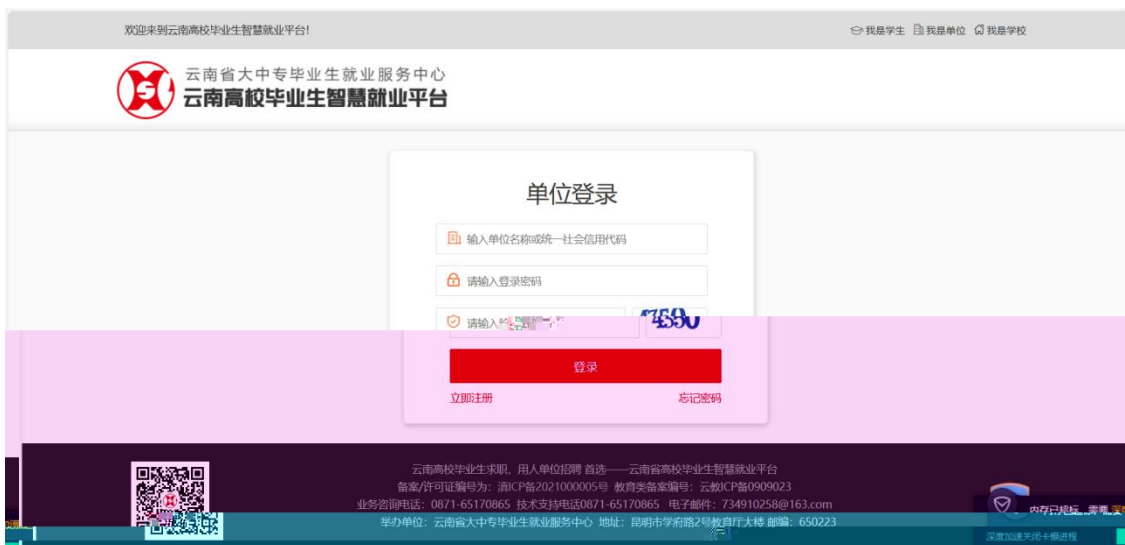 欢迎来到云南高校毕业生智慧就业平台!
我是学生 我是单位 我是学校
云南省大中专毕业生就业服务中心
云南高校毕业生智慧就业平台
单位登录
输入单位名称或统一社会信用代码
请输入登录密码
请输入
登录
立即注册 忘记密码
云南高校毕业生求职、用人单位招聘 首选——云南省高校毕业生智慧就业平台
备案/许可证编号为：滇ICP备2021000005号 教育类备案编号：云教ICP备0909023
业务咨询电话：0871-65170865 技术支持电话0871-65170865 电子邮件：734910258@163.com
举办单位：云南省大中专毕业生就业服务中心 地址：昆明市学府路2号教育厅大楼 邮编：650223
内存已超标，需要
深度加速关闭卡慢进程